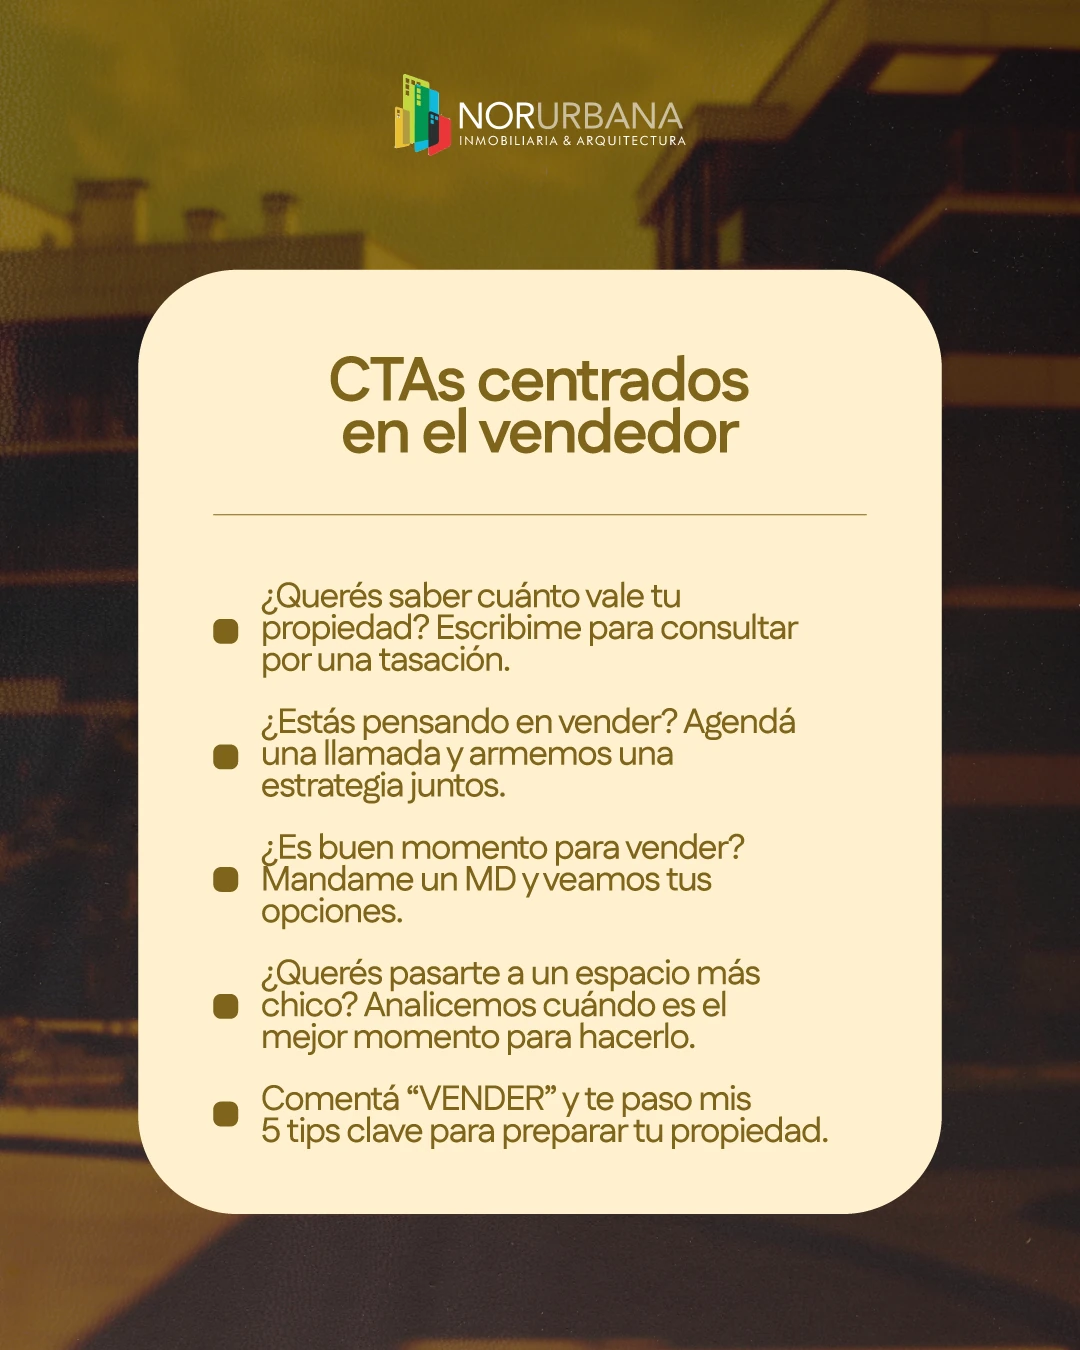 NORURBANA
INMOBILIARIA & ARQUITECTURA
CTAs centrados
en el vendedor
¿Querés saber cuánto vale tu
propiedad? Escribime para consultar
por una tasación.
¿Estás pensando en vender? Agendá
una llamada y armemos una
estrategia juntos.
¿Es buen momento para vender?
Mandame un MD y veamos tus
opciones.
¿Querés pasarte a un espacio más
chico? Analicemos cuándo es el
mejor momento para hacerlo.
Comentá “VENDER” y te paso mis
5 tips clave para preparar tu propiedad.